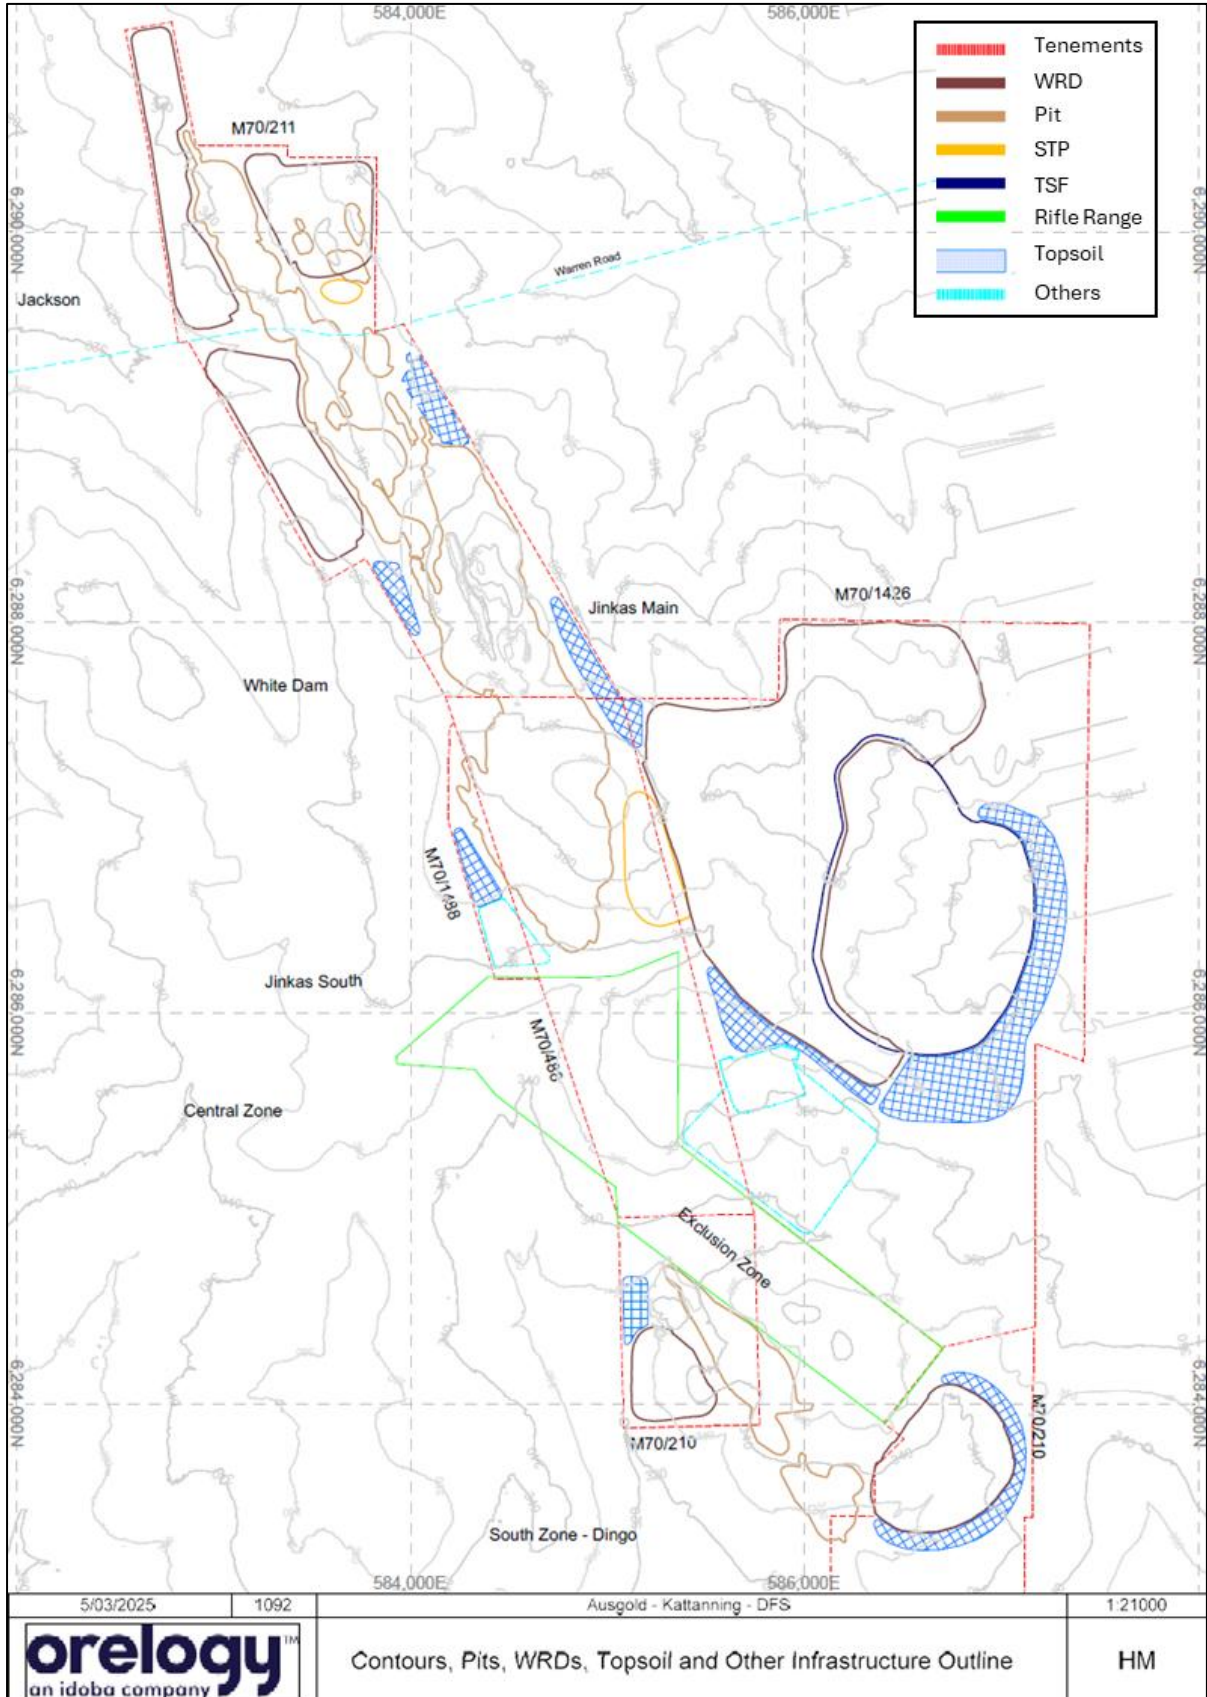 584,000E
586,000E
Tenements
WRD
Pit
STP
TSF
Rifle Range
Topsoil
Others
M70/211
6,290,000N
6,290,000N
Warren Road
Jackson
M70/1426
Jinkas Main
6,288,000N
6,288,000N
White Dam
M70/1488
Jinkas South
6,286,000N
6,286,000N
M70/486
Central Zone
Exclusion Zone
6,284,000N
6,284,000N
M70/210
M70/210
South Zone - Dingo
584,000E
586,000E
5/03/2025
1092
Ausgold - Kattanning - DFS
1:21000
orelogy™
an idoba company
Contours, Pits, WRDs, Topsoil and Other Infrastructure Outline
HM